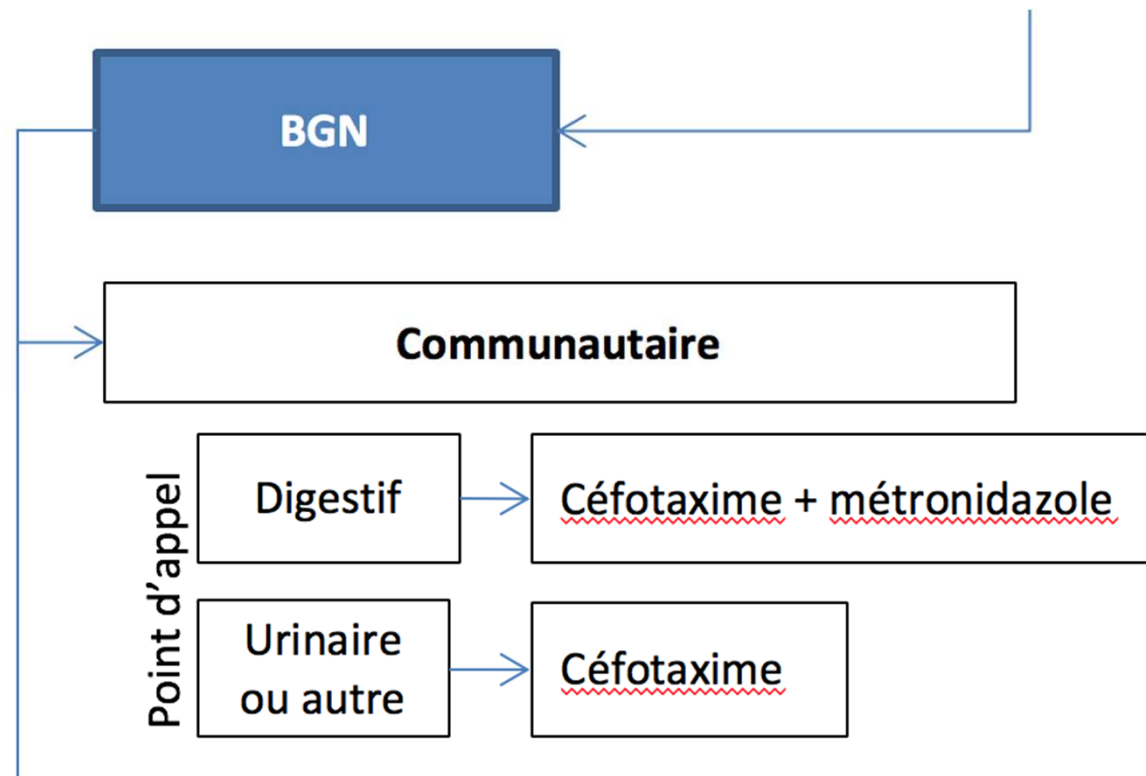 BGN
Communautaire
Point d’appel
Digestif
Céfotaxime + métronidazole
Urinaire
ou autre
Céfotaxime